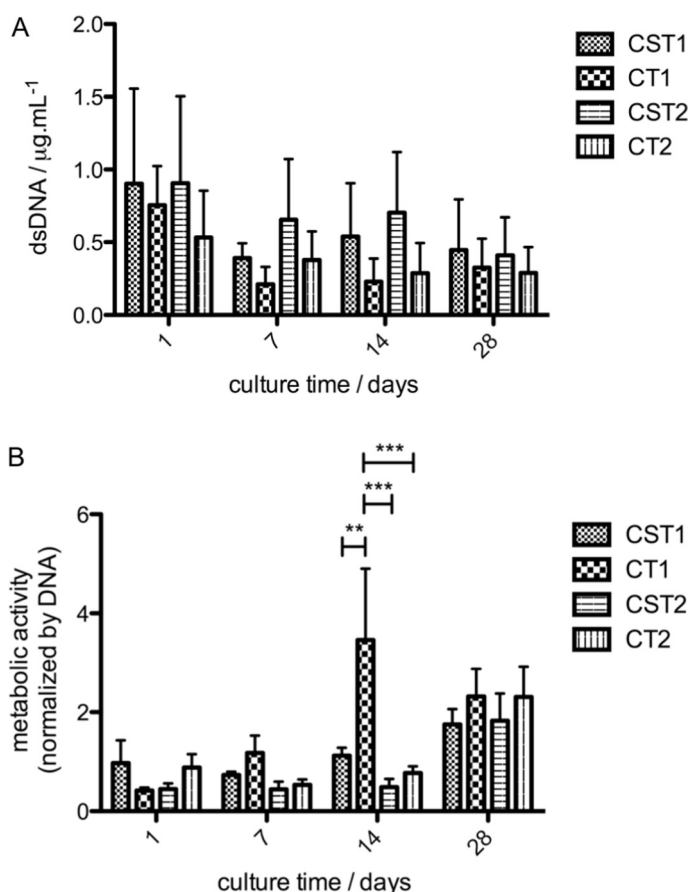 A
dsDNA / μg.mL-1
2.0
1.5
1.0
0.5
0.0
1
7
14
28
culture time / days
CST1
CT1
CST2
CT2
B
metabolic activity
(normalized by DNA)
6
4
2
0
***
***
**
1
7
14
28
culture time / days
CST1
CT1
CST2
CT2